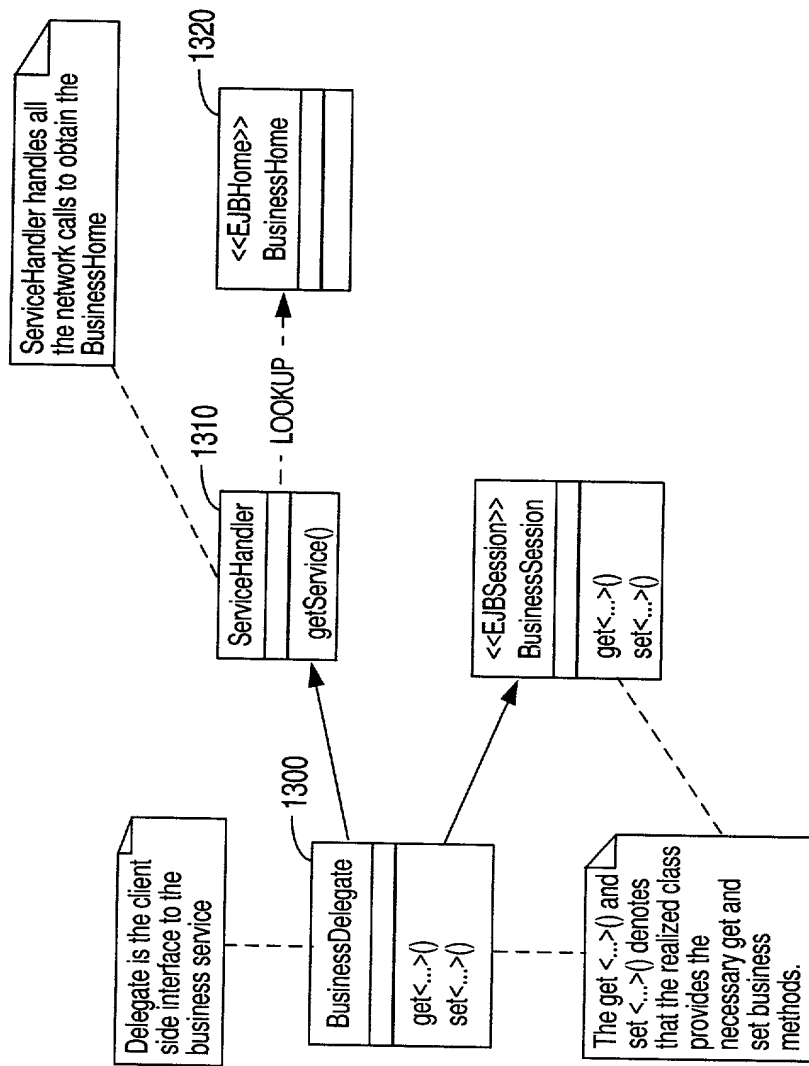 Delegate is the client
side interface to the
business service
1300
BusinessDelegate
get<...>()
set<...>()
The get <...>() and
set <...>() denotes
that the realized class
provides the
necessary get and
set business
methods.
ServiceHandler handles all
the network calls to obtain the
BusinessHome
1310
ServiceHandler
getService()
LOOKUP
1320
<<EJBHome>>
BusinessHome
<<EJBSession>>
BusinessSession
get<...>()
set<...>()